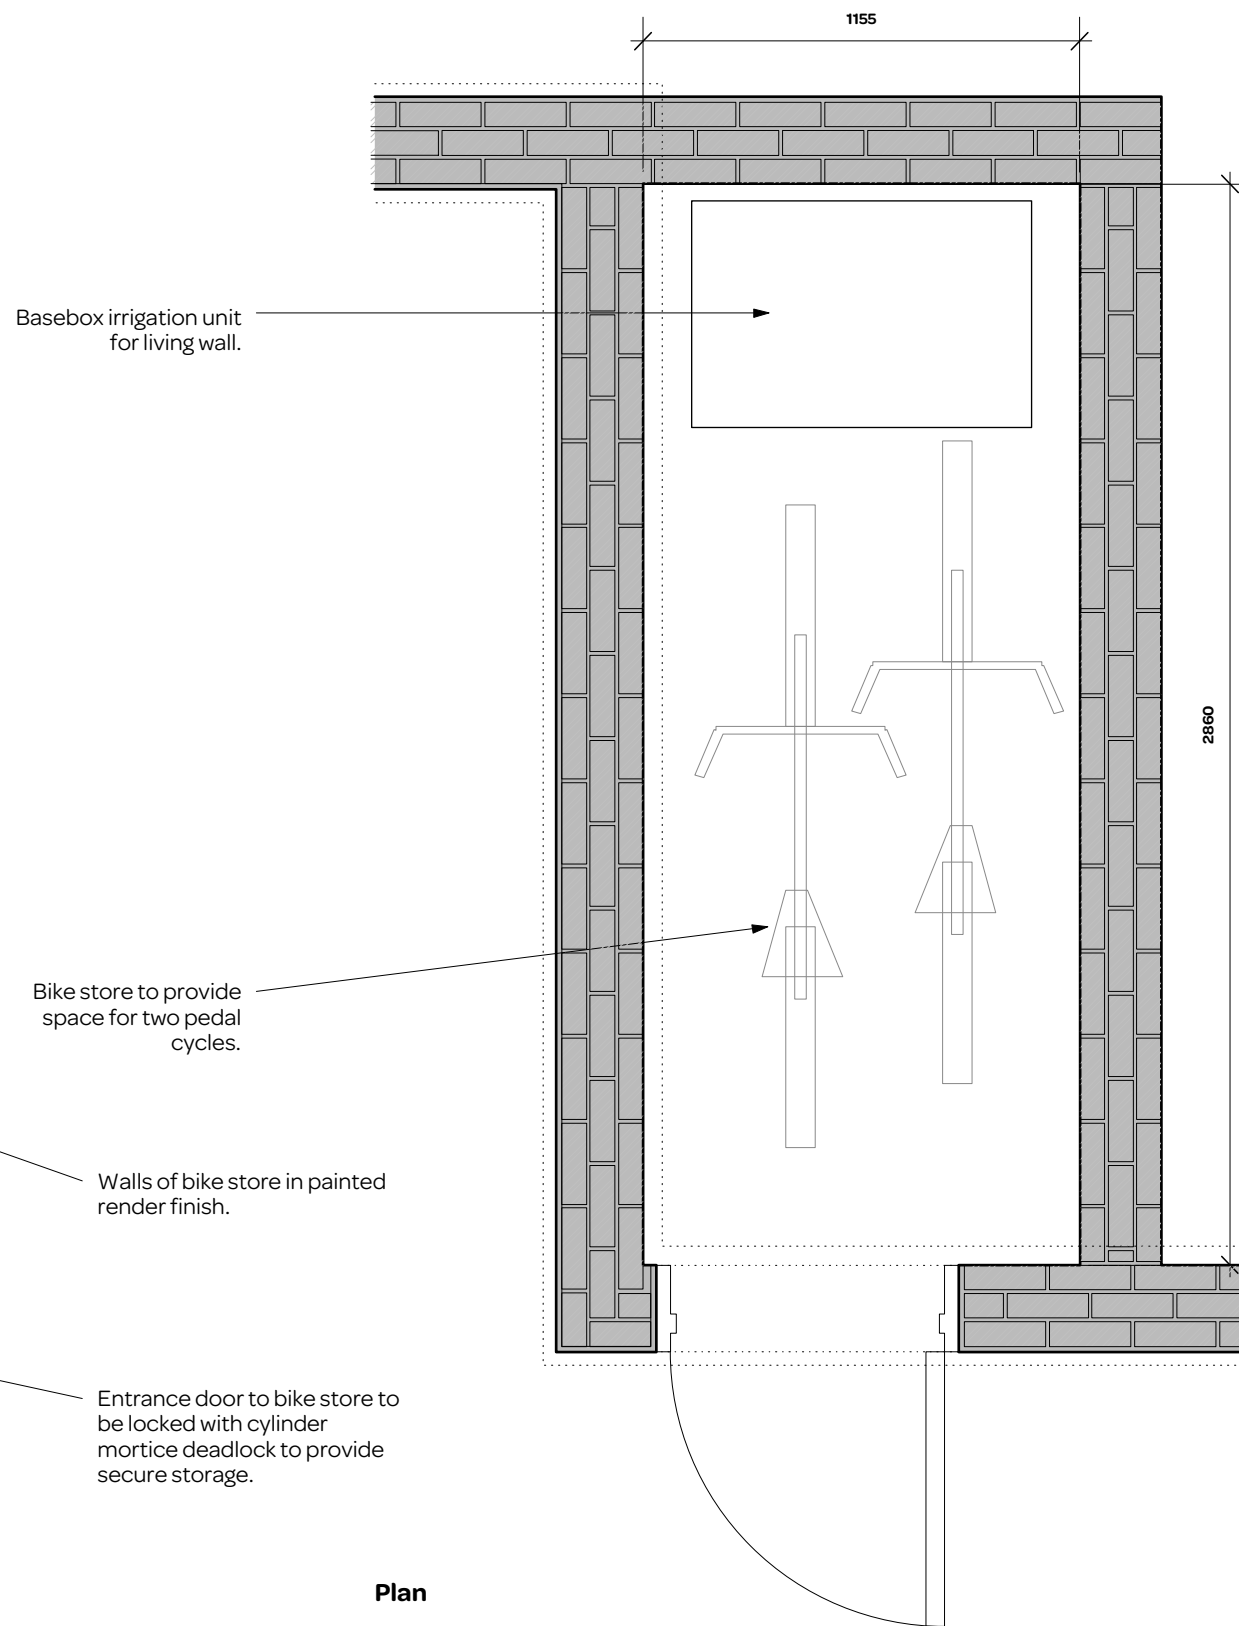 1155
Basebox irrigation unit
for living wall.
2860
Bike store to provide
space for two pedal
cycles.
Walls of bike store in painted
render finish.
Entrance door to bike store to
be locked with cylinder
mortice deadlock to provide
secure storage.
Plan